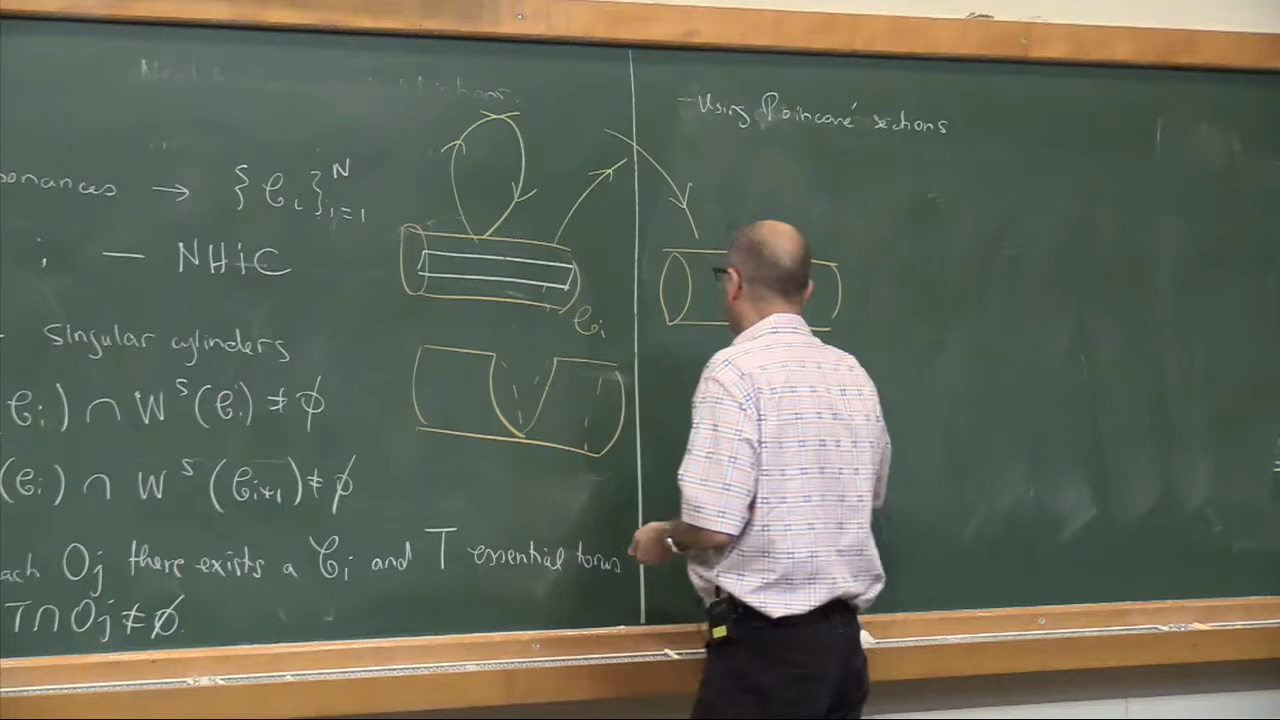 sonances → {𝒞i}ᴺi=1
; — NHIC
singular cylinders
𝒞i) ∩ Wˢ(𝒞i) ≠ ∅
(𝒞i) ∩ Wˢ(𝒞i+1) ≠ ∅
ach Oj there exists a 𝒞i and T essential torus
T∩Oj≠∅.
𝒞i
- Using Poincaré sections